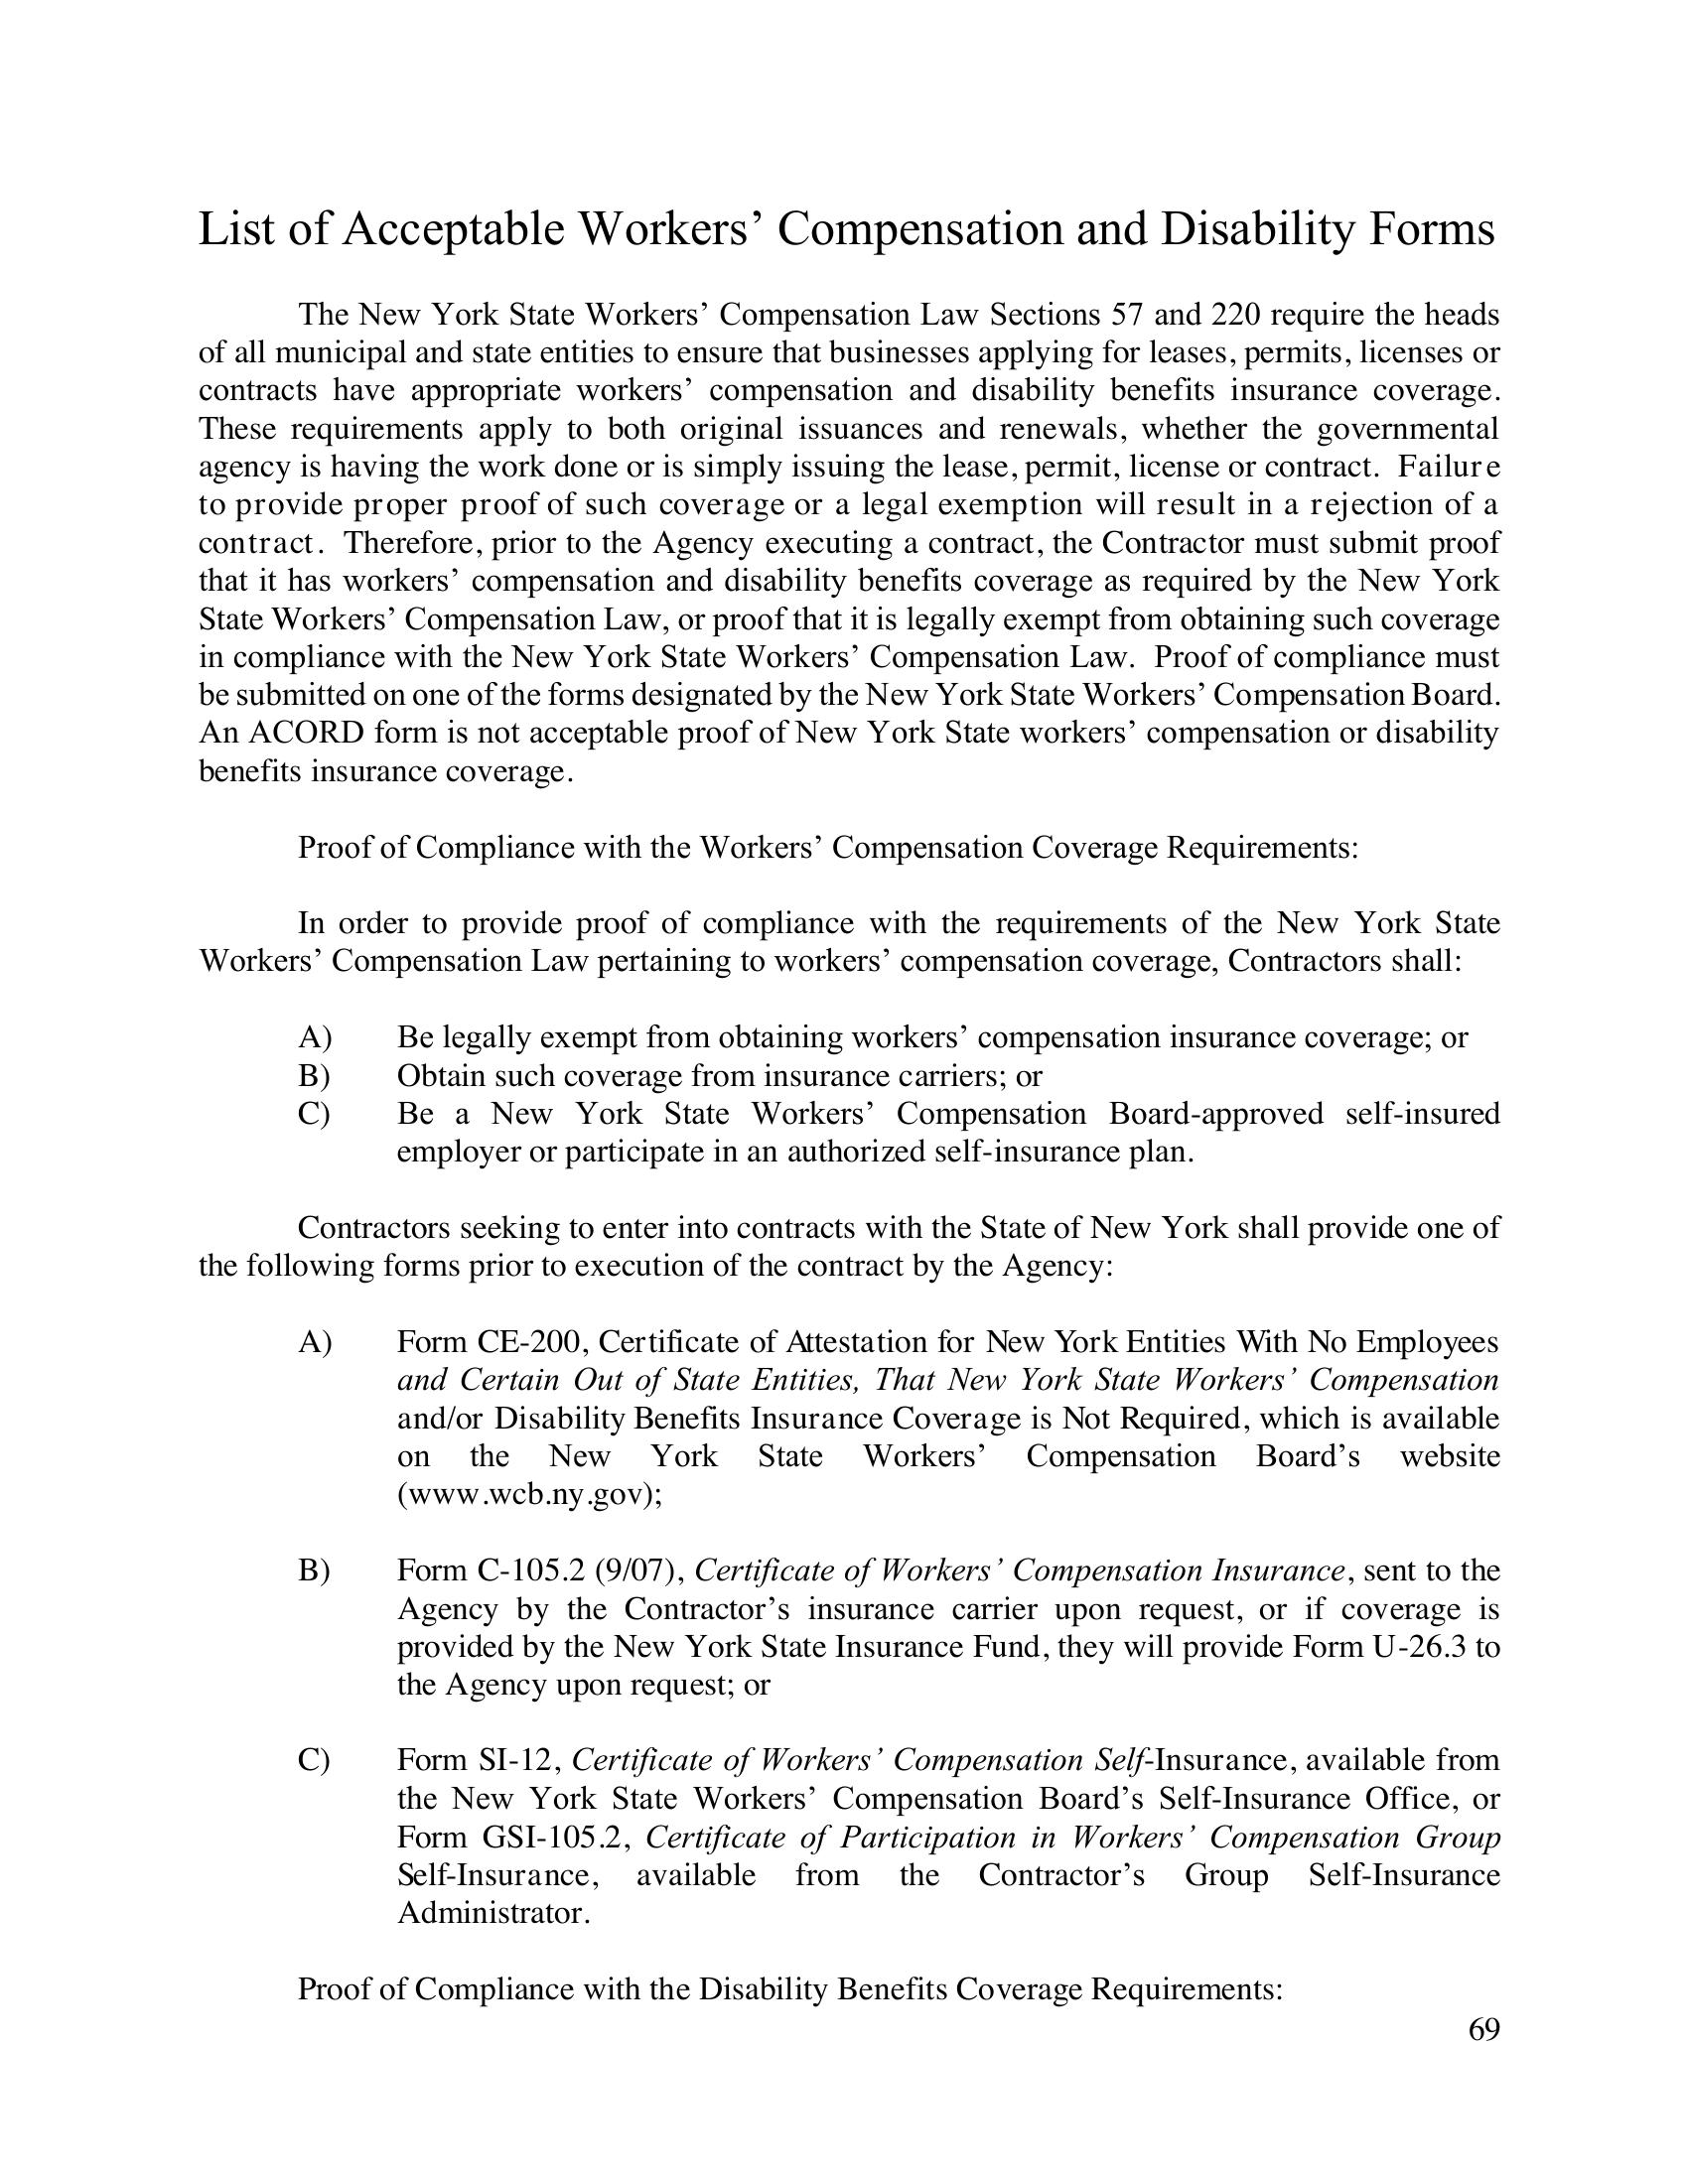 List of Acceptable Workers’ Compensation and Disability Forms
The New York State Workers’ Compensation Law Sections 57 and 220 require the heads
of all municipal and state entities to ensure that businesses applying for leases, permits, licenses or
contracts have appropriate workers’ compensation and disability benefits insurance coverage.
These requirements apply to both original issuances and renewals, whether the governmental
agency is having the work done or is simply issuing the lease, permit, license or contract. Failure
to provide proper proof of such coverage or a legal exemption will result in a rejection of a
contract. Therefore, prior to the Agency executing a contract, the Contractor must submit proof
that it has workers’ compensation and disability benefits coverage as required by the New York
State Workers’ Compensation Law, or proof that it is legally exempt from obtaining such coverage
in compliance with the New York State Workers’ Compensation Law. Proof of compliance must
be submitted on one of the forms designated by the New York State Workers’ Compensation Board.
An ACORD form is not acceptable proof of New York State workers’ compensation or disability
benefits insurance coverage.
Proof of Compliance with the Workers’ Compensation Coverage Requirements:
In order to provide proof of compliance with the requirements of the New York State
Workers’ Compensation Law pertaining to workers’ compensation coverage, Contractors shall:
A) Be legally exempt from obtaining workers’ compensation insurance coverage; or
B) Obtain such coverage from insurance carriers; or
C) Be a New York State Workers’ Compensation Board-approved self-insured
employer or participate in an authorized self-insurance plan.
Contractors seeking to enter into contracts with the State of New York shall provide one of
the following forms prior to execution of the contract by the Agency:
A) Form CE-200, Certificate of Attestation for New York Entities With No Employees
and Certain Out of State Entities, That New York State Workers’ Compensation
and/or Disability Benefits Insurance Coverage is Not Required, which is available
on the New York State Workers’ Compensation Board’s website
(www.wcb.ny.gov);
B) Form C-105.2 (9/07), Certificate of Workers’ Compensation Insurance, sent to the
Agency by the Contractor’s insurance carrier upon request, or if coverage is
provided by the New York State Insurance Fund, they will provide Form U-26.3 to
the Agency upon request; or
C) Form SI-12, Certificate of Workers’ Compensation Self-Insurance, available from
the New York State Workers’ Compensation Board’s Self-Insurance Office, or
Form GSI-105.2, Certificate of Participation in Workers’ Compensation Group
Self-Insurance, available from the Contractor’s Group Self-Insurance
Administrator.
Proof of Compliance with the Disability Benefits Coverage Requirements:
69